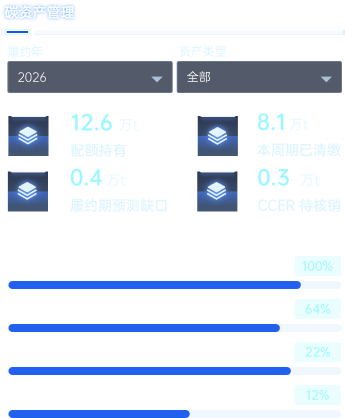 碳资产管理
履约年 资产类型
2026 全部
12.6 万t 8.1 万t
配额持有 本周期已清缴
0.4 万t 0.3 万t
履约期预测缺口 CCER 待核销
100%
64%
22%
12%